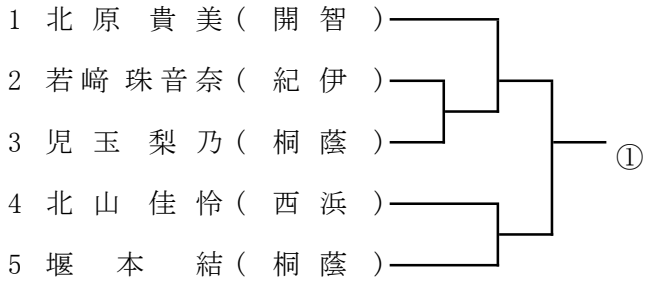 1 北原貴美(開智)
2 若﨑珠音奈(紀伊)
3 児玉梨乃(桐蔭)
①
4 北山佳怜(西浜)
5 堰本結(桐蔭)